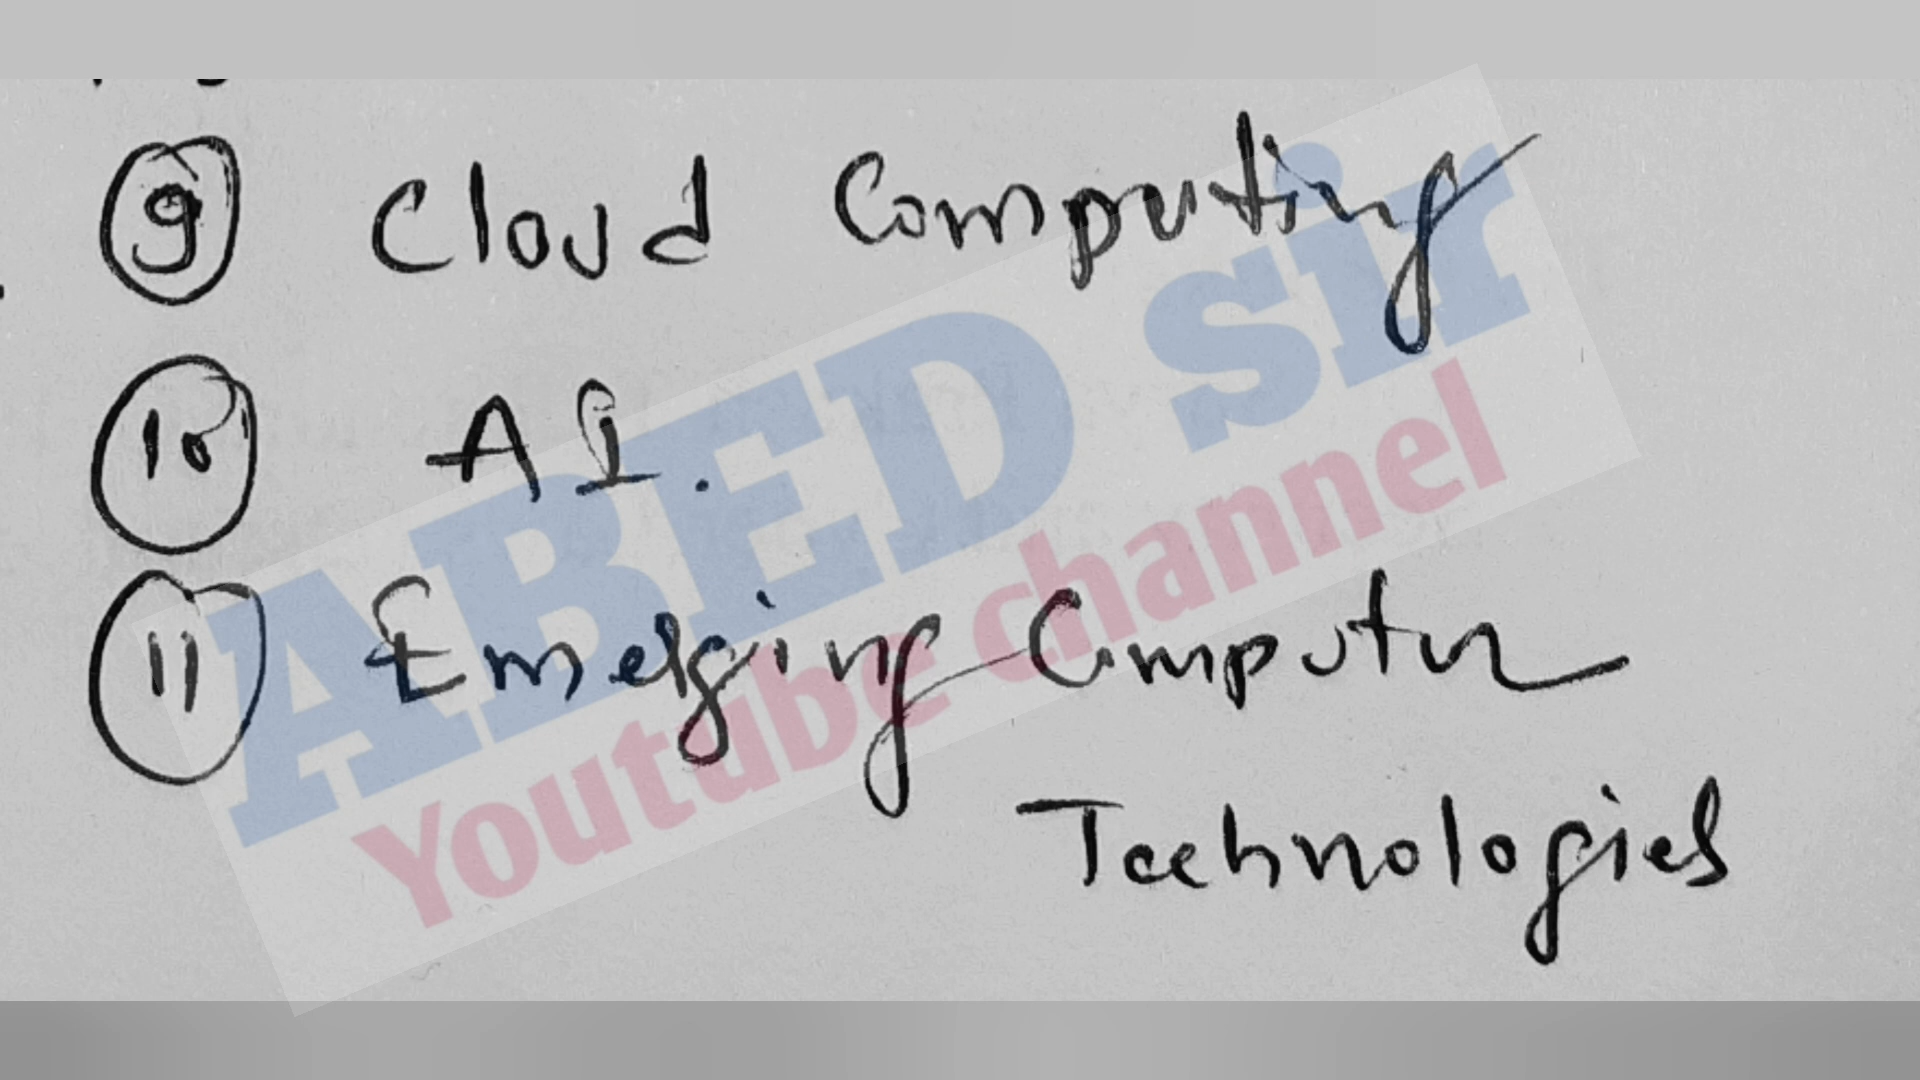 9 Cloud Computing
10 AI.
11 Emerging Computer
Technologies
ABED sir
Youtube channel